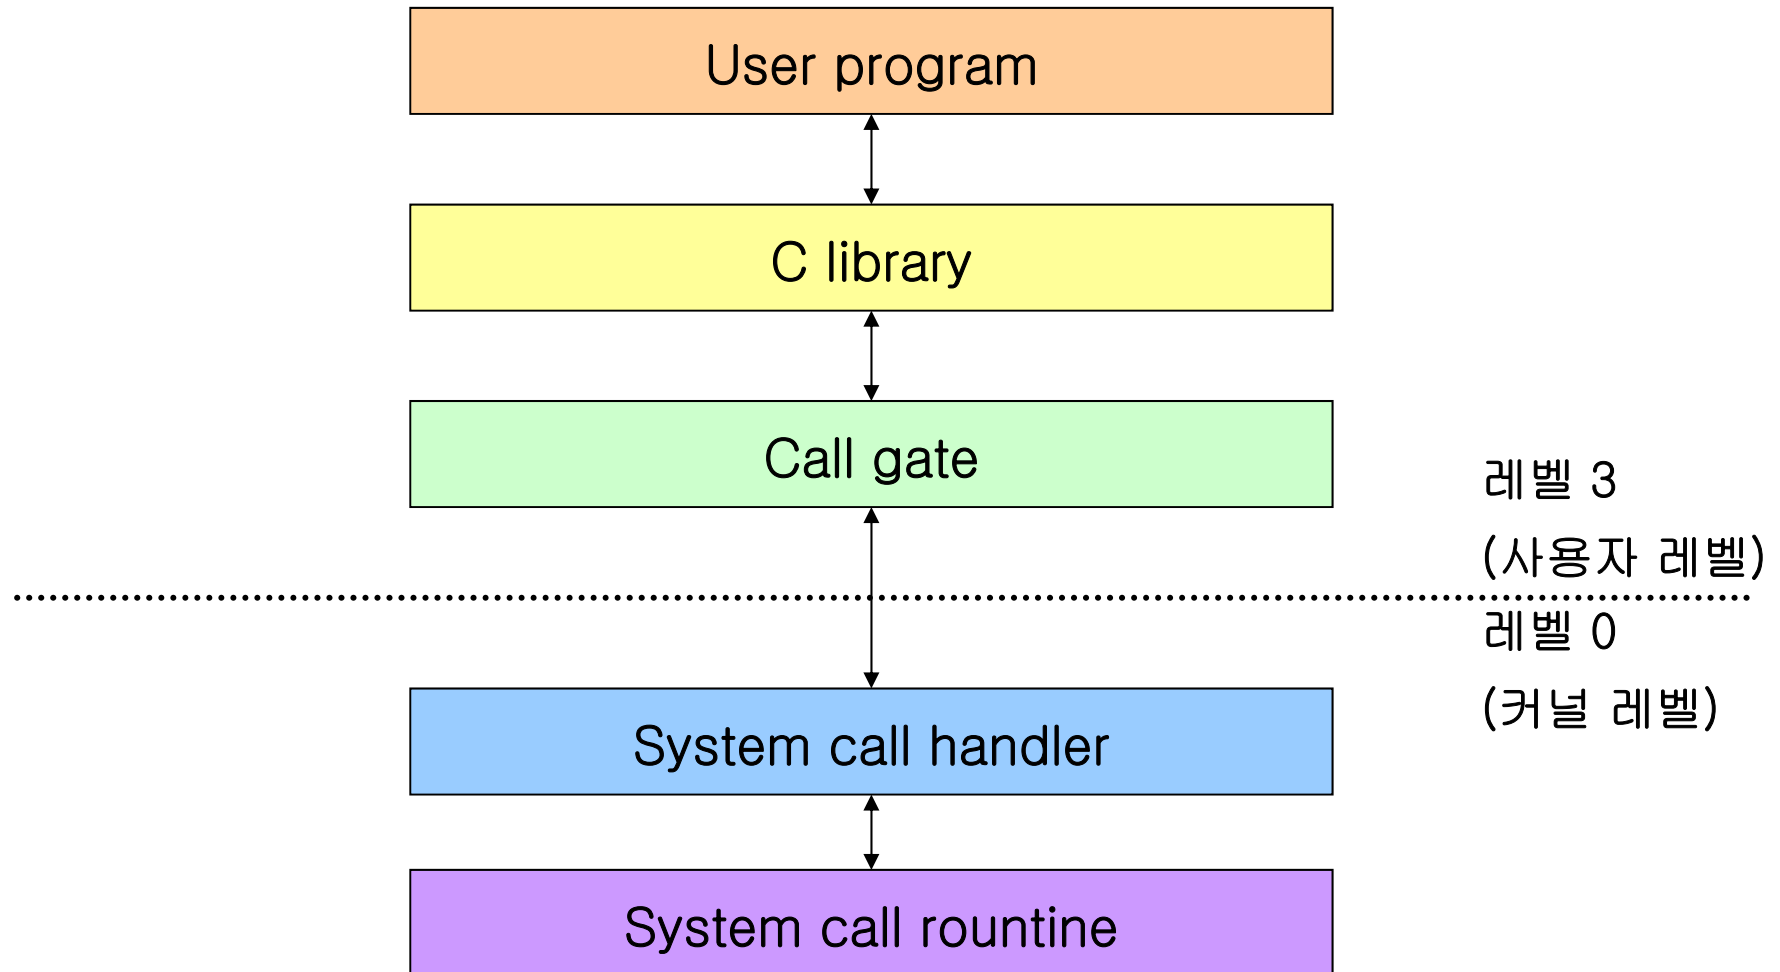 User program
C library
Call gate
레벨 3
(사용자 레벨)
레벨 0
(커널 레벨)
System call handler
System call rountine